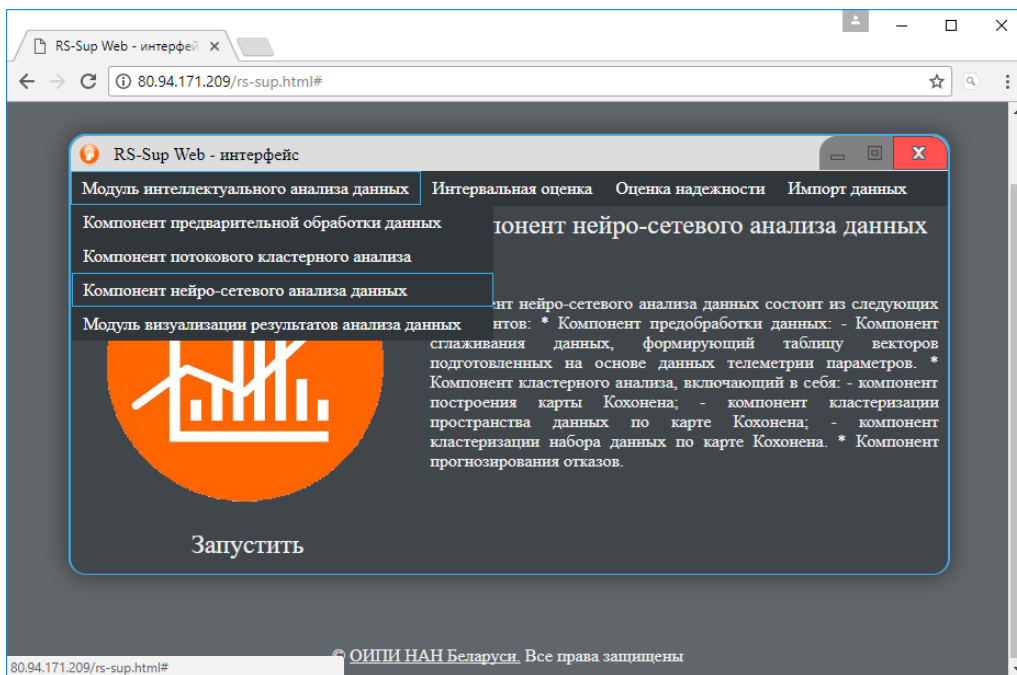 RS-Sup Web - интерфей
80.94.171.209/rs-sup.html#
RS-Sup Web - интерфейс
Модуль интеллектуального анализа данных Интервальная оценка Оценка надежности Импорт данных
Компонент предварительной обработки данных
Компонент потокового кластерного анализа
Компонент нейро-сетевого анализа данных
Модуль визуализации результатов анализа данных
нейро-сетевого анализа данных
нейро-сетевого анализа данных состоит из следующих
* Компонент предобработки данных: - Компонент
сглаживания данных, формирующий таблицу векторов
подготовленных на основе данных телеметрии параметров. *
Компонент кластерного анализа, включающий в себя: - компонент
построения карты Кохонена; - компонент кластеризации
пространства данных по карте Кохонена; - компонент
кластеризации набора данных по карте Кохонена. * Компонент
прогнозирования отказов.
Запустить
© ОИПИ НАН Беларуси. Все права защищены
80.94.171.209/rs-sup.html#